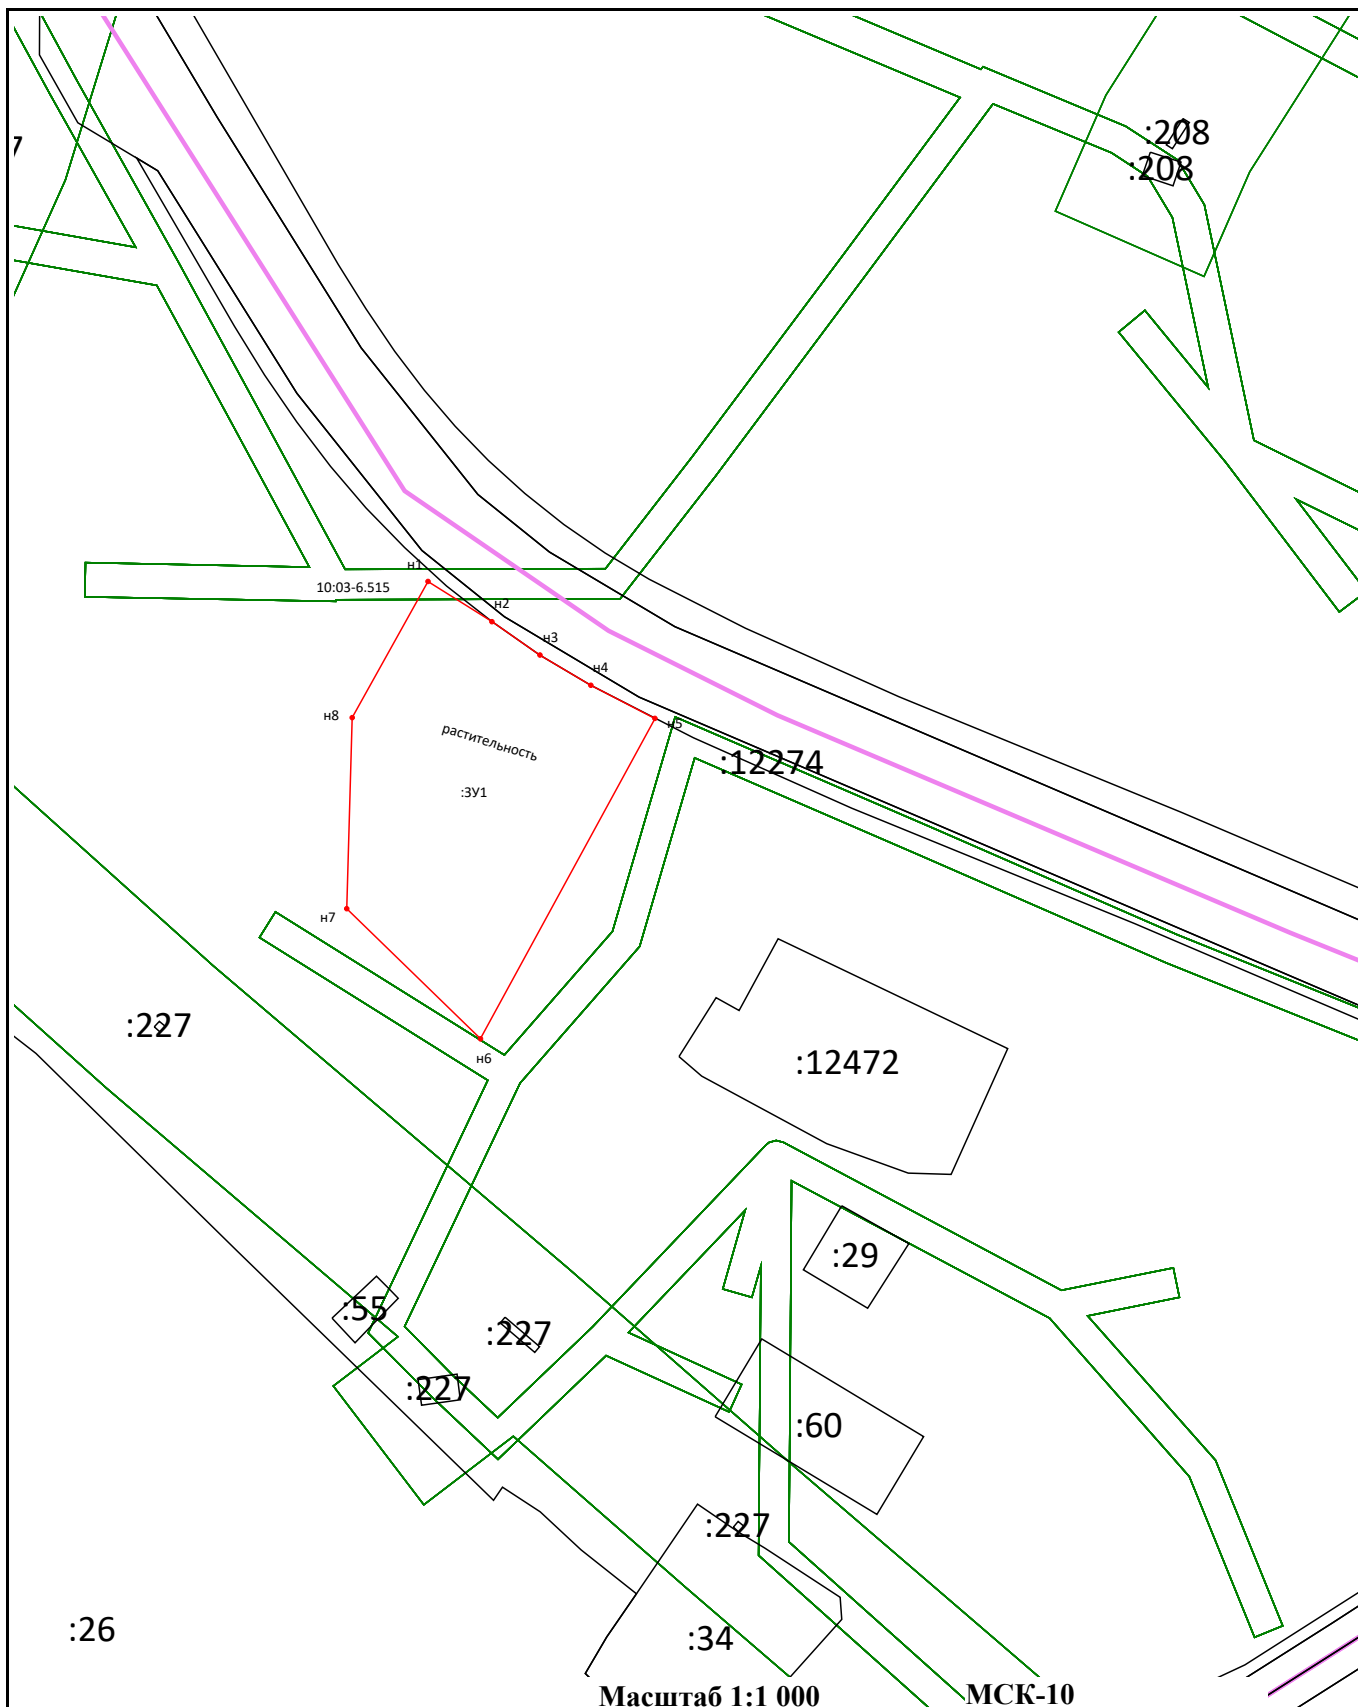 :208
7
:208
н1
10:03-6.515
н2
н3
н4
н8
н5
растительность
:12274
:ЗУ1
н7
:227
н6
:12472
:29
:55
:227
:227
:60
:227
:26
:34
Масштаб 1:1 000
МСК-10